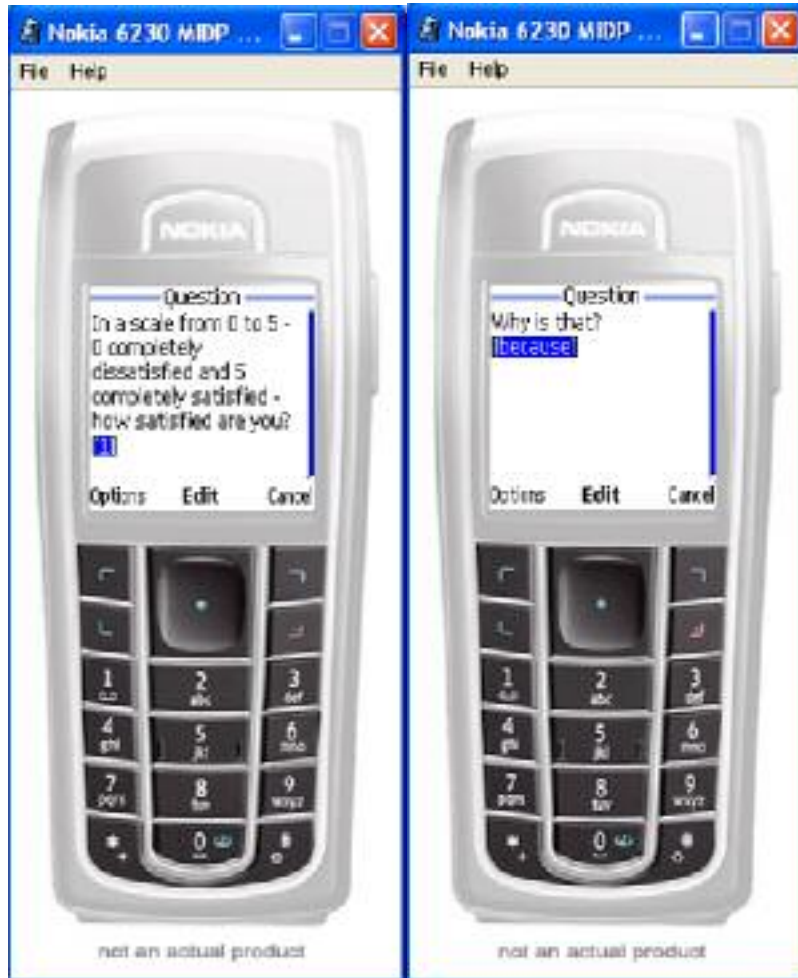 Nokia 6230 MIDP ...
File Help
NOKIA
Question
In a scale from 0 to 5 -
0 completely
dissatisfied and 5
completely satisfied -
how satisfied are you?
[1]
Options Edit Cancel
1
2 abc
3 def
4 ghi
5 jkl
6 mno
7 pqrs
8 tuv
9 wxyz
* +
0
#
not an actual product
Nokia 6230 MIDP ...
File Help
NOKIA
Question
Why is that?
[because]
Options Edit Cancel
1
2 abc
3 def
4 ghi
5 jkl
6 mno
7 pqrs
8 tuv
9 wxyz
* +
0
#
not an actual product